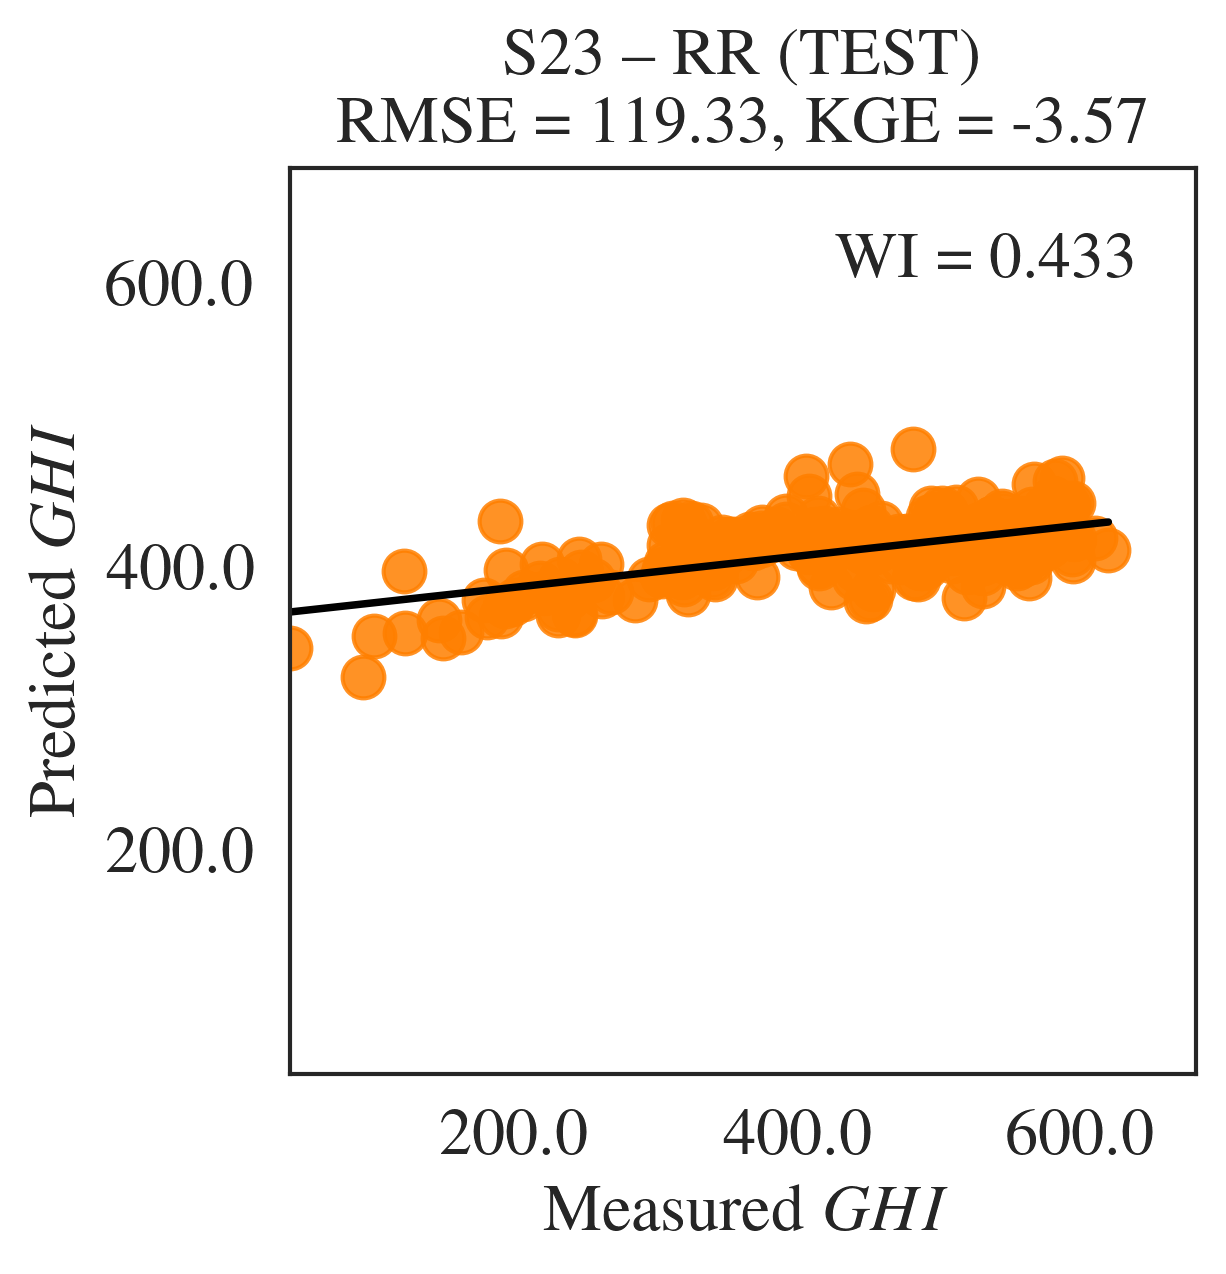 S23 – RR (TEST)
RMSE = 119.33, KGE = -3.57
WI = 0.433
600.0
400.0
200.0
Predicted GHI
200.0 400.0 600.0
Measured GHI